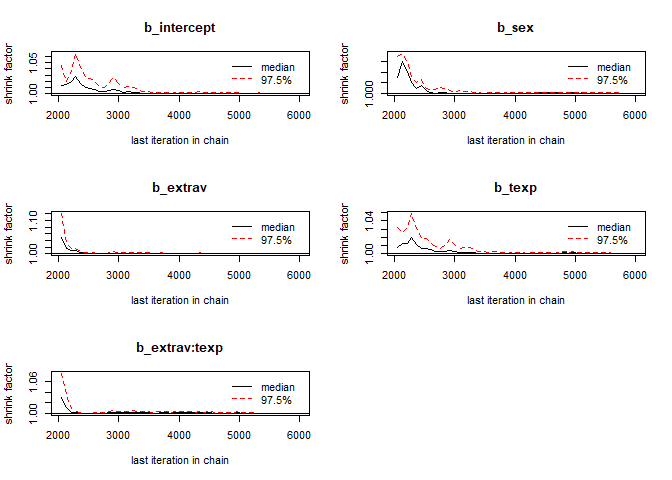 b_intercept
shrink factor
1.00 1.05
median
97.5%
2000 3000 4000 5000 6000
last iteration in chain
b_sex
shrink factor
1.000
median
97.5%
2000 3000 4000 5000 6000
last iteration in chain
b_extrav
shrink factor
1.00 1.10
median
97.5%
2000 3000 4000 5000 6000
last iteration in chain
b_texp
shrink factor
1.00 1.04
median
97.5%
2000 3000 4000 5000 6000
last iteration in chain
b_extrav:texp
shrink factor
1.00 1.06
median
97.5%
2000 3000 4000 5000 6000
last iteration in chain